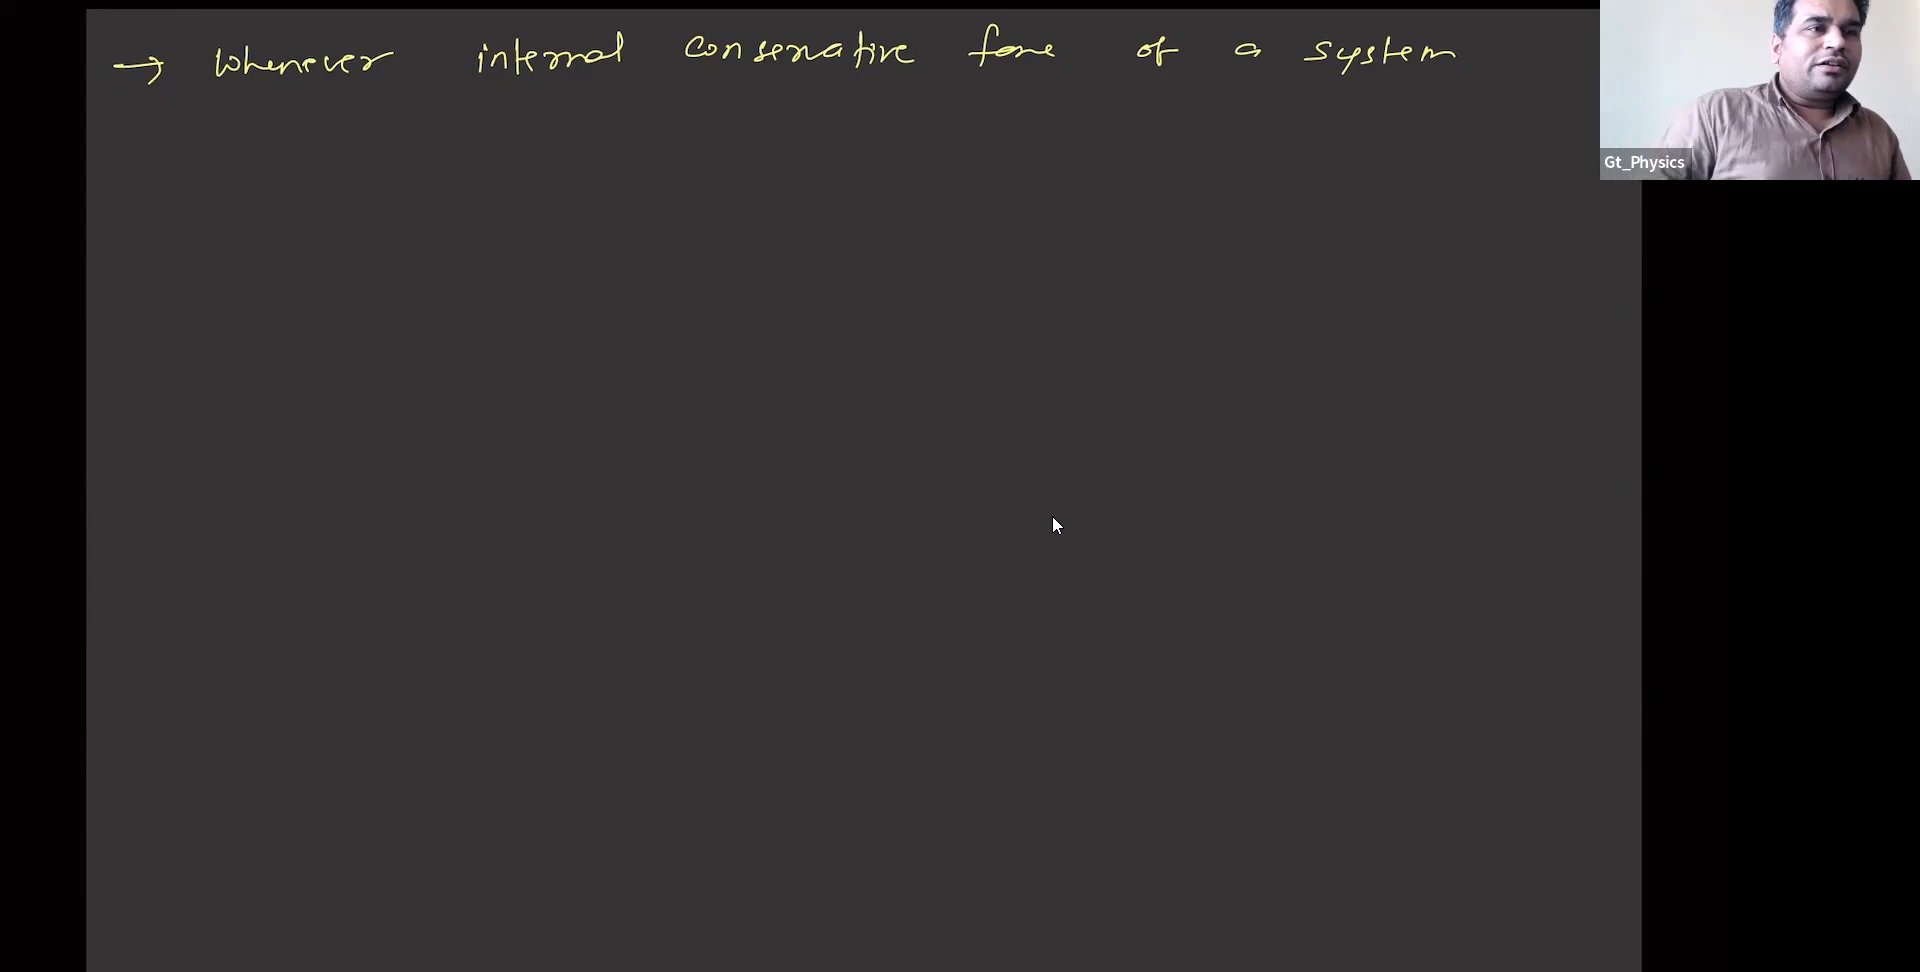 → Whenever internal conservative force of a system
Gt_Physics